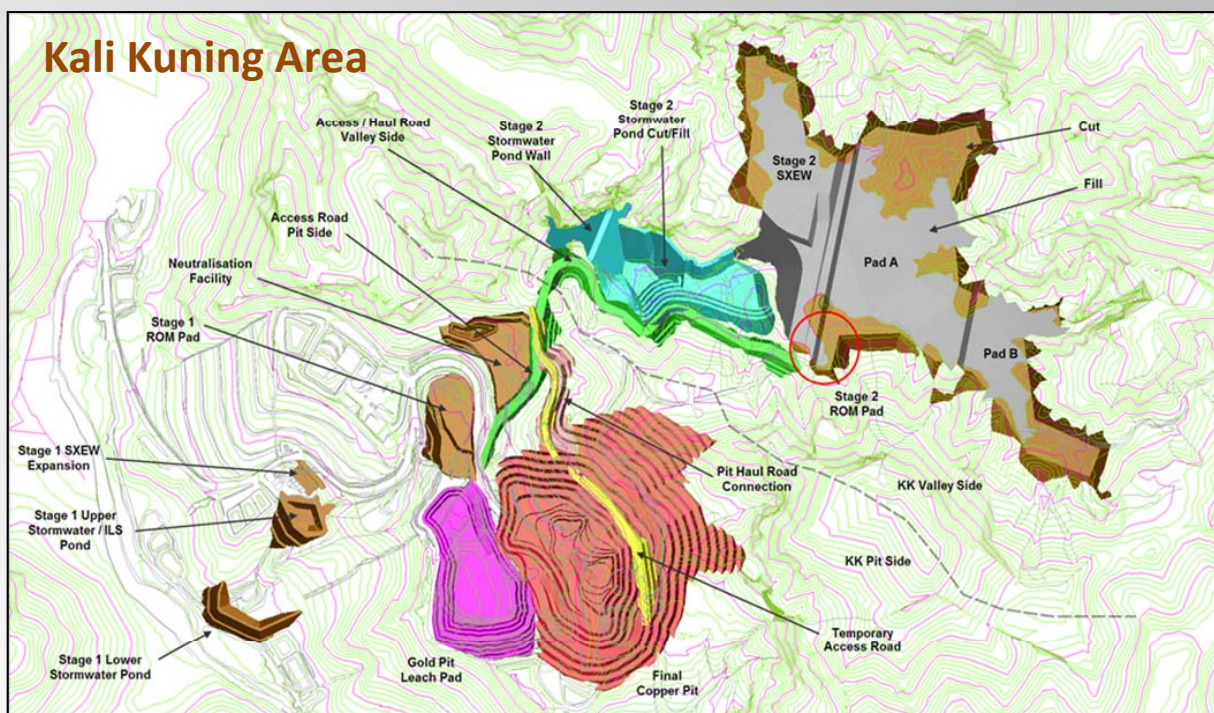 Kali Kuning Area
Access / Haul Road
Valley Side
Stage 2
Stormwater
Pond Wall
Stage 2
Stormwater
Pond Cut/Fill
Cut
Stage 2
SXEW
Fill
Access Road
Pit Side
Neutralisation
Facility
Pad A
Stage 1
ROM Pad
Pad B
Stage 2
ROM Pad
Stage 1 SXEW
Expansion
Pit Haul Road
Connection
KK Valley Side
Stage 1 Upper
Stormwater / ILS
Pond
KK Pit Side
Temporary
Access Road
Stage 1 Lower
Stormwater Pond
Gold Pit
Leach Pad
Final
Copper Pit